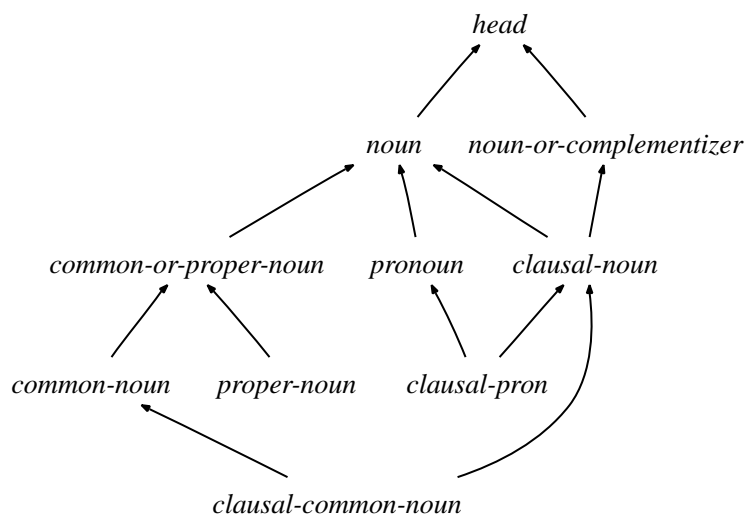 head
noun noun-or-complementizer
common-or-proper-noun pronoun clausal-noun
common-noun proper-noun clausal-pron
clausal-common-noun